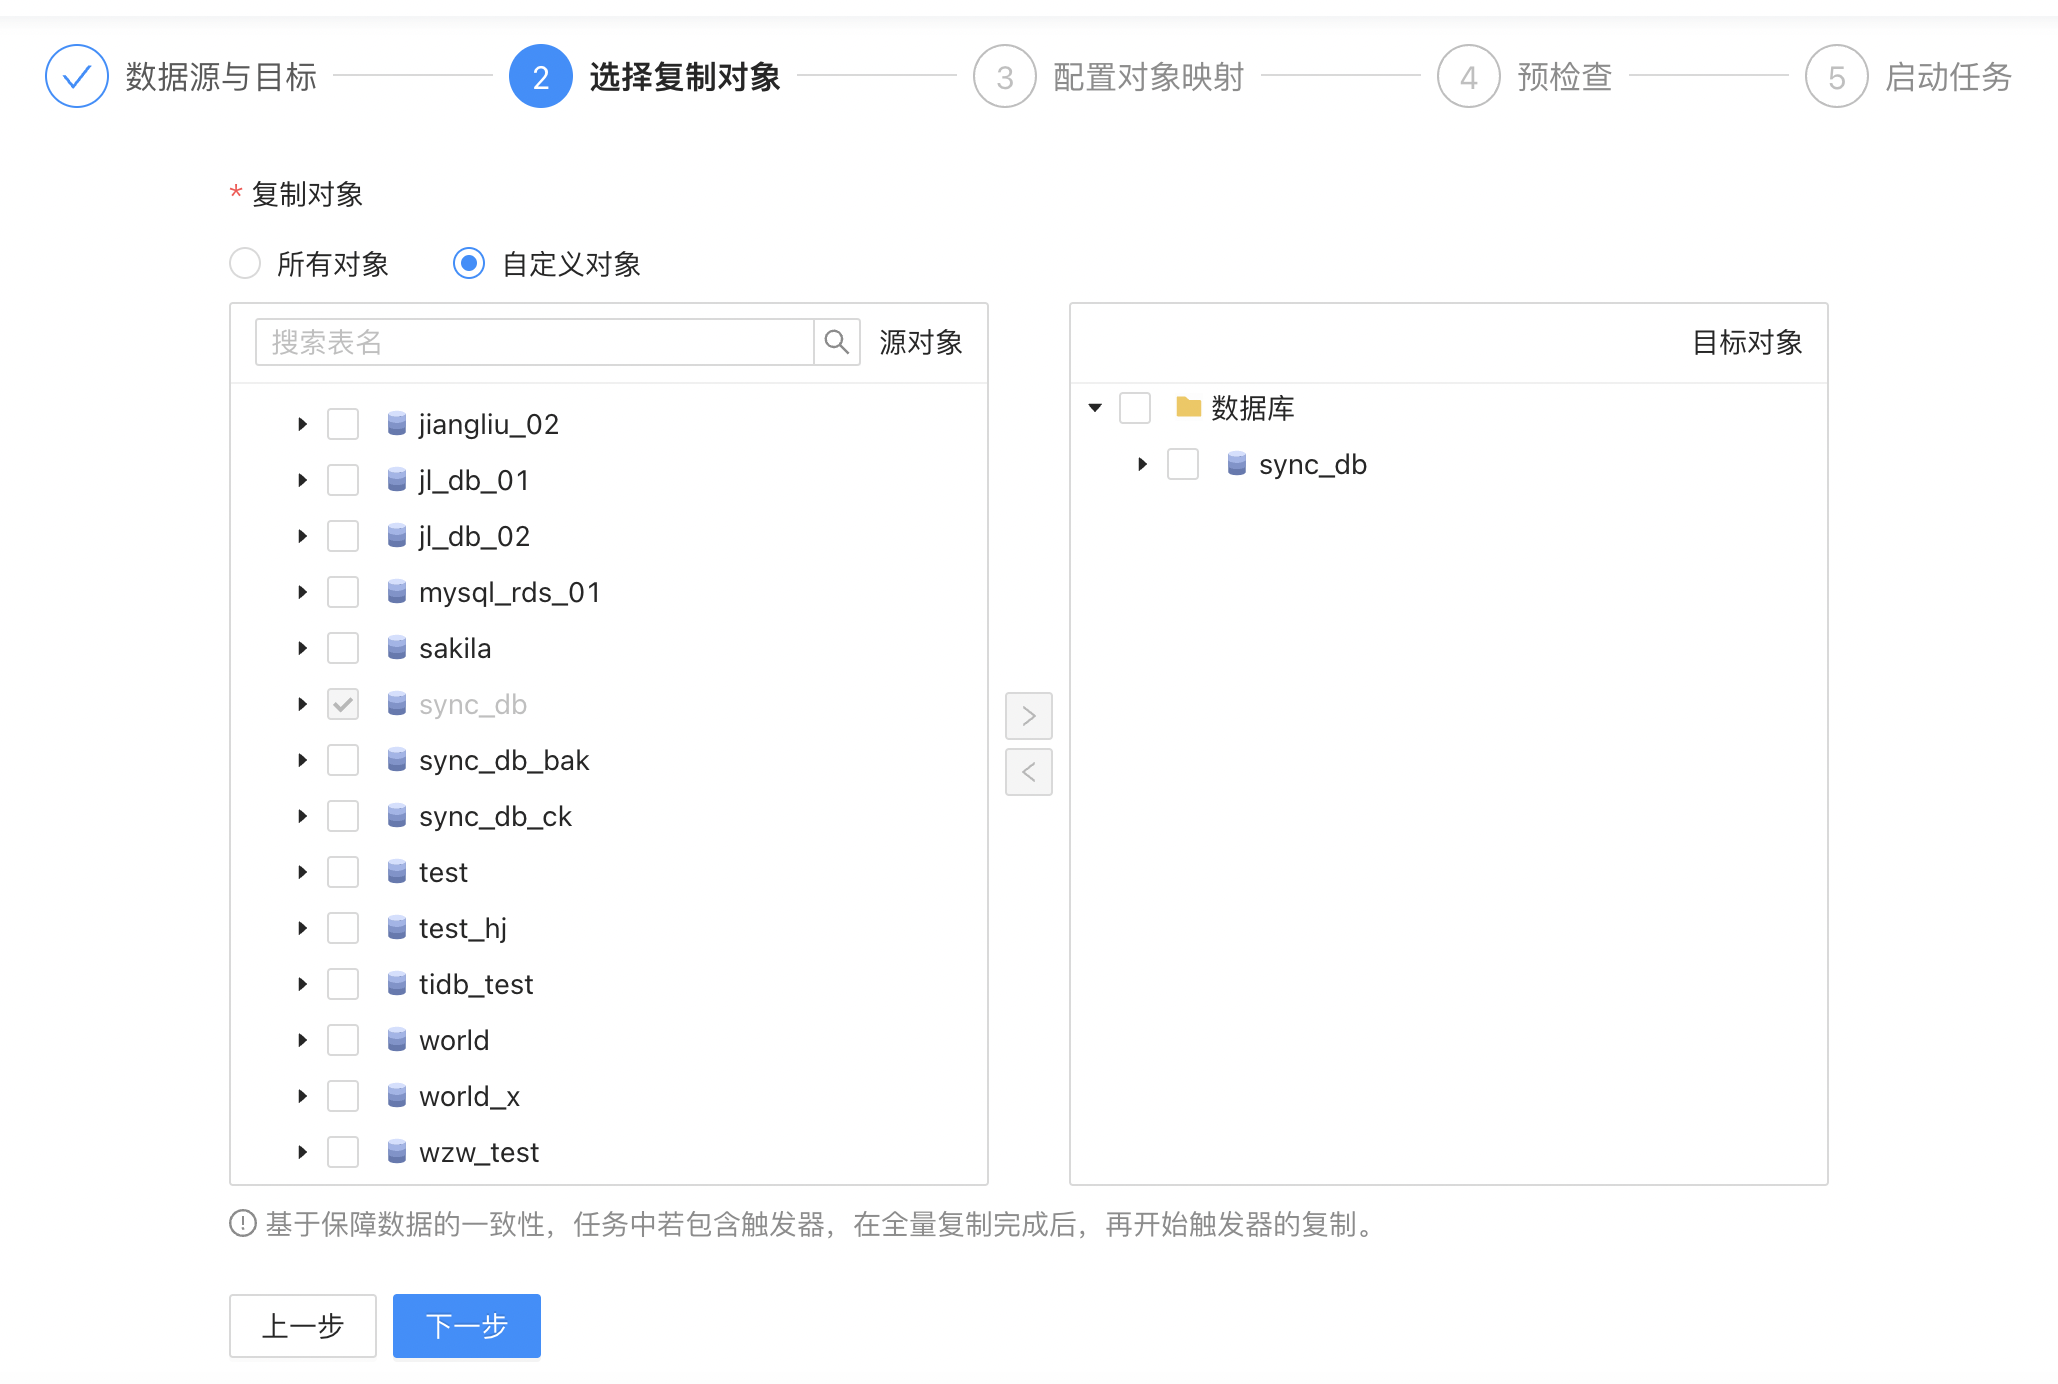 数据源与目标 2 选择复制对象 3 配置对象映射 4 预检查 5 启动任务
* 复制对象
所有对象 自定义对象
搜索表名 源对象
jiangliu_02
jl_db_01
jl_db_02
mysql_rds_01
sakila
sync_db
sync_db_bak
sync_db_ck
test
test_hj
tidb_test
world
world_x
wzw_test
目标对象
数据库
sync_db
基于保障数据的一致性，任务中若包含触发器，在全量复制完成后，再开始触发器的复制。
上一步 下一步